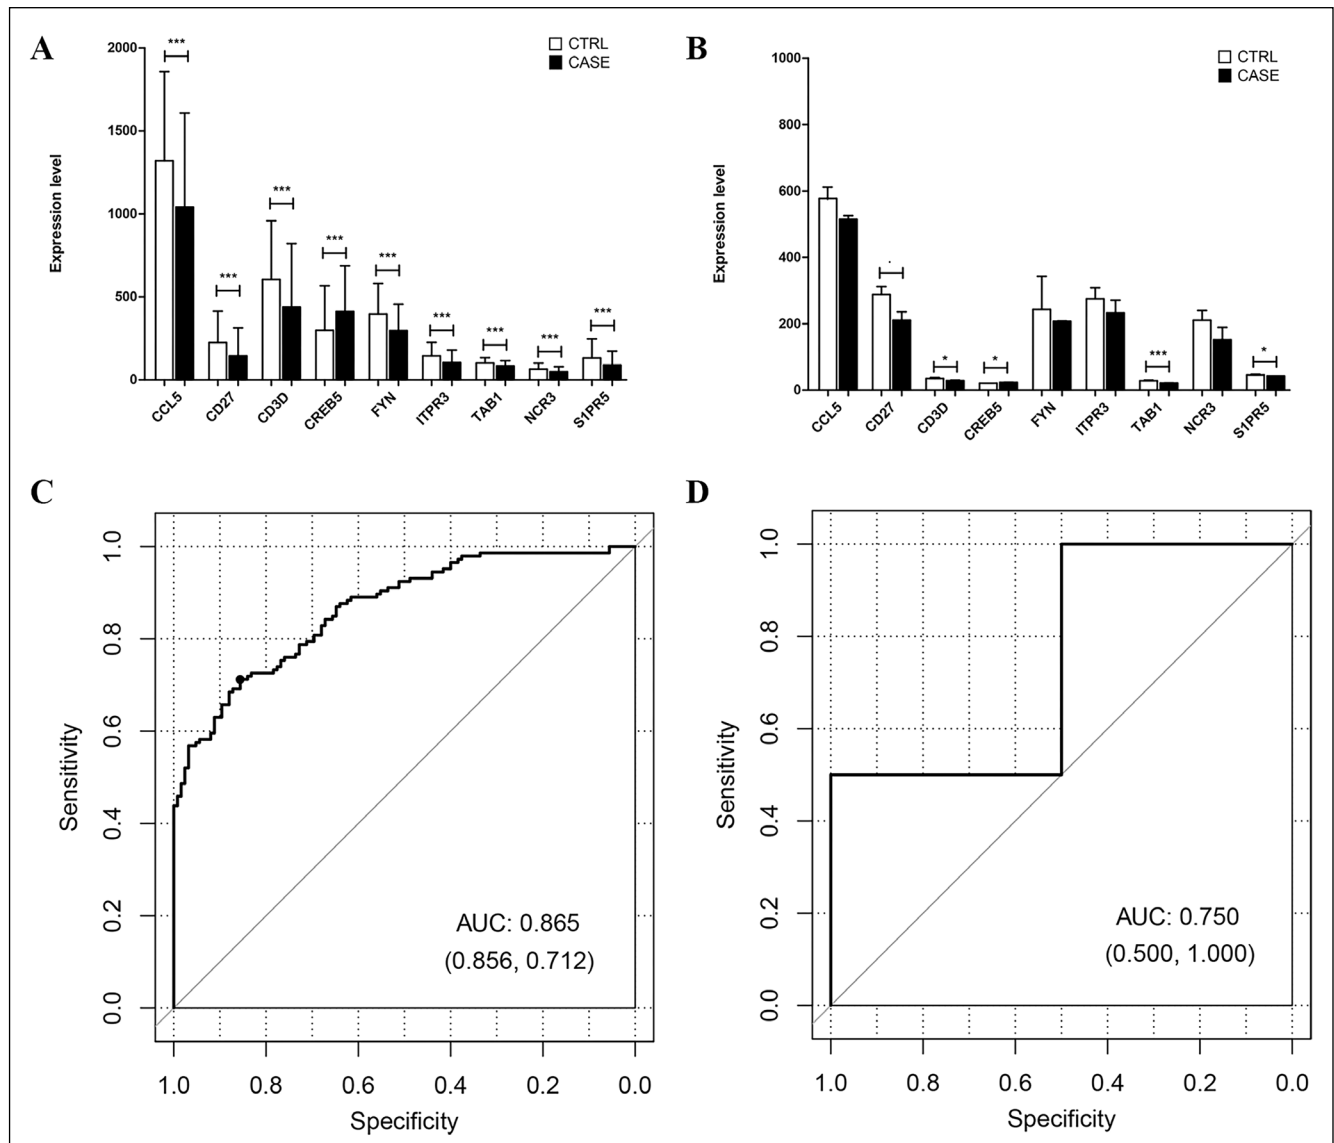 A
2000
1500
1000
500
0
Expression level
CTRL
CASE
***
***
***
***
***
***
***
***
***
CCL5
CD27
CD3D
CREB5
FYN
ITPR3
TAB1
NCR3
S1PR5
B
1000
800
600
400
200
0
Expression level
CTRL
CASE
.
*
*
***
*
CCL5
CD27
CD3D
CREB5
FYN
ITPR3
TAB1
NCR3
S1PR5
C
1.0
0.8
0.6
0.4
0.2
0.0
Sensitivity
AUC: 0.865
(0.856, 0.712)
1.0 0.8 0.6 0.4 0.2 0.0
Specificity
D
1.0
0.8
0.6
0.4
0.2
0.0
Sensitivity
AUC: 0.750
(0.500, 1.000)
1.0 0.8 0.6 0.4 0.2 0.0
Specificity